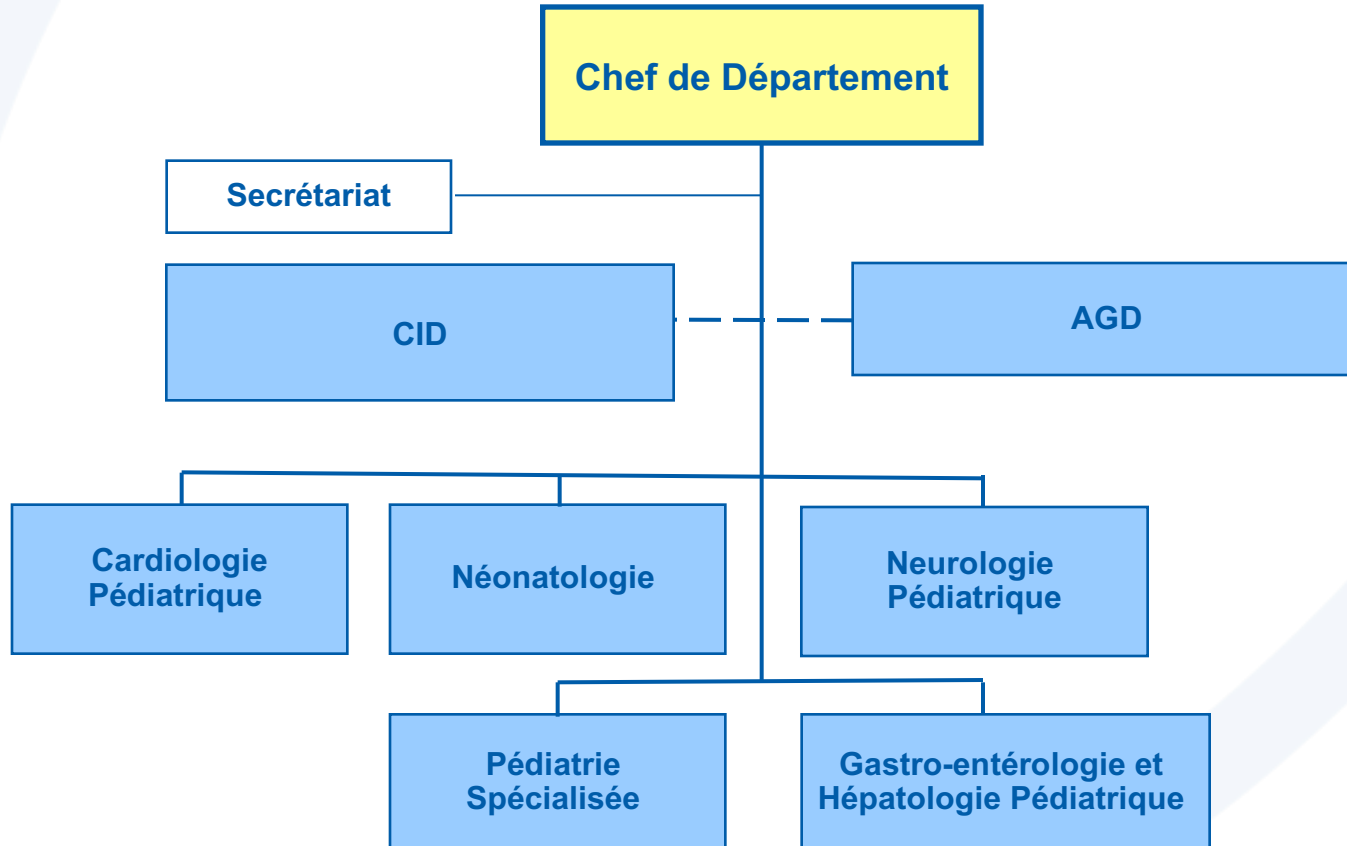 Chef de Département
Secrétariat
CID
AGD
Cardiologie
Pédiatrique
Néonatologie
Neurologie
Pédiatrique
Pédiatrie
Spécialisée
Gastro-entérologie et
Hépatologie Pédiatrique